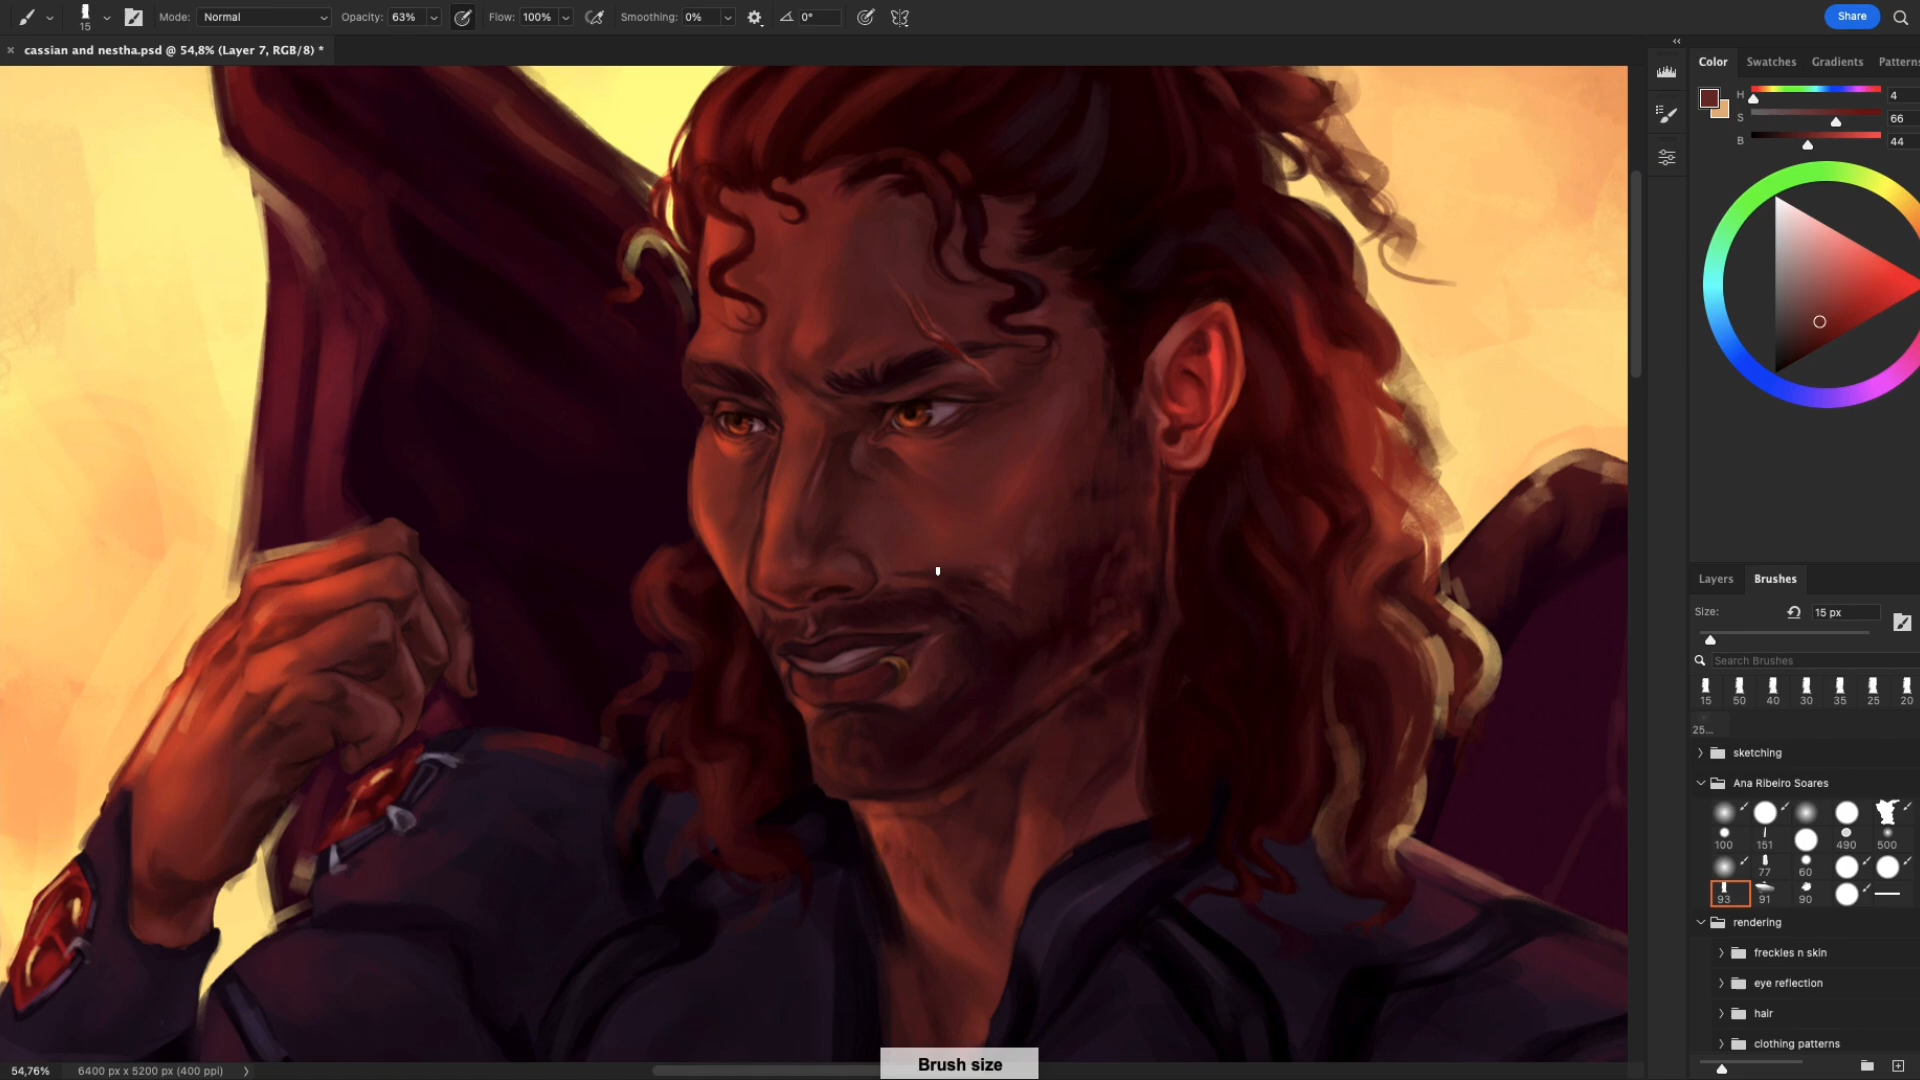 Mode: Normal Opacity: 63% Flow: 100% Smoothing: 0% 0° Share
15
cassian and nestha.psd @ 54,8% (Layer 7, RGB/8) *
Color Swatches Gradients Patterns
H 4
S 66
B 44
Layers Brushes
Size: 15 px
Search Brushes
15 50 40 30 35 25 20
25...
sketching
Ana Ribeiro Soares
100 151 490 500
77 60
93 91 90
rendering
freckles n skin
eye reflection
hair
clothing patterns
Brush size
54,76% 6400 px x 5200 px (400 ppi)